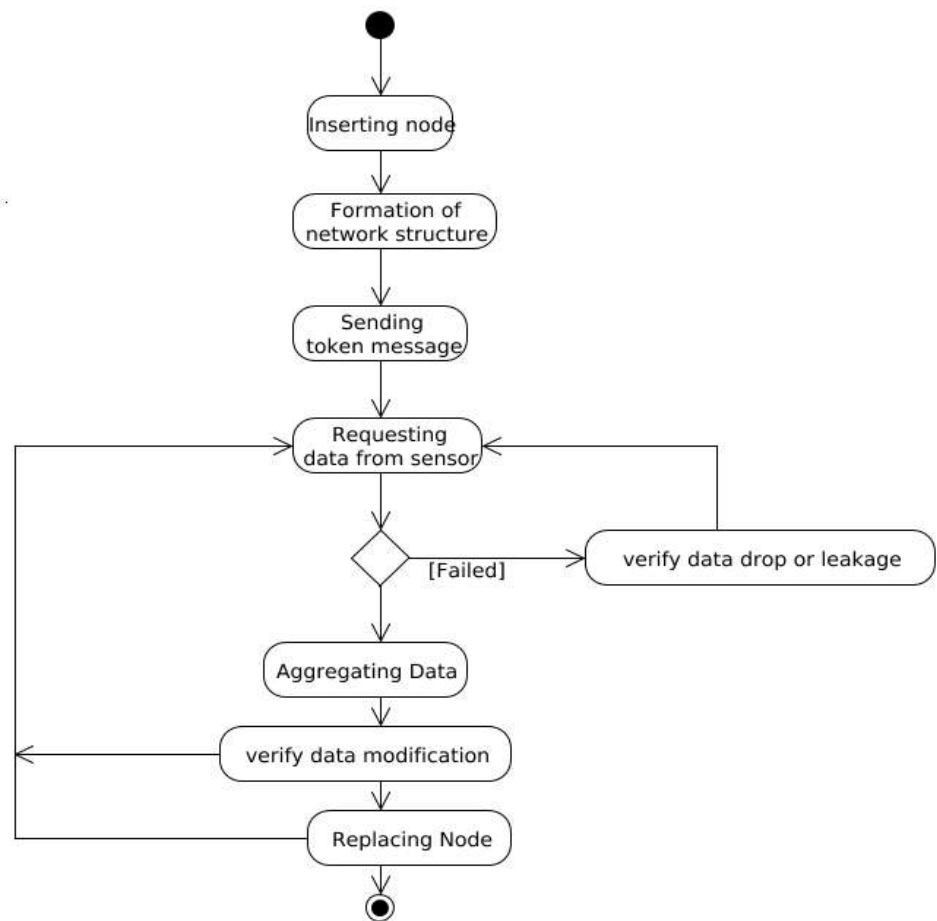 Inserting node
Formation of
network structure
Sending
token message
Requesting
data from sensor
[Failed]
verify data drop or leakage
Aggregating Data
verify data modification
Replacing Node